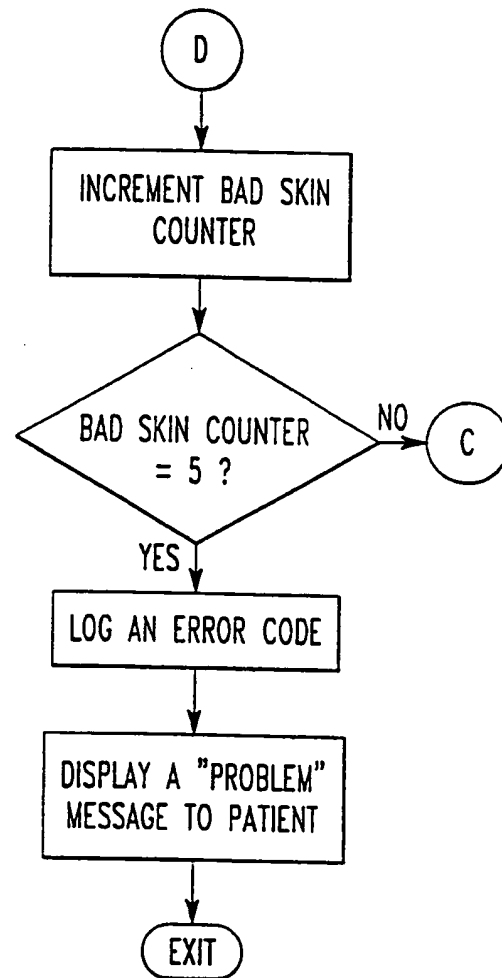 D
INCREMENT BAD SKIN
COUNTER
BAD SKIN COUNTER
= 5 ?
NO
C
YES
LOG AN ERROR CODE
DISPLAY A "PROBLEM"
MESSAGE TO PATIENT
EXIT